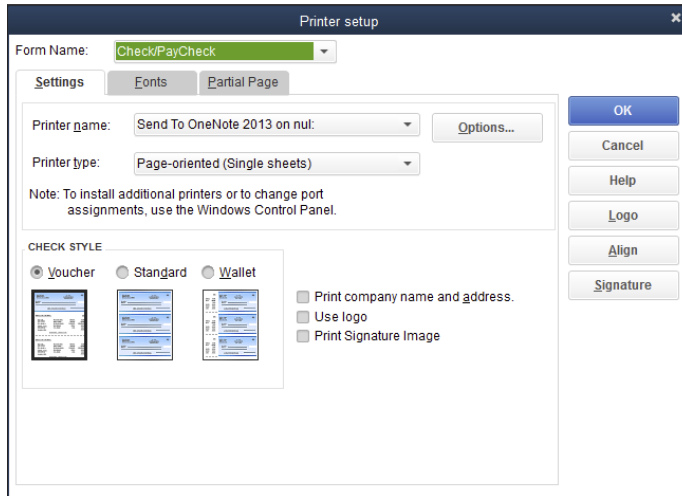 Printer setup
Form Name: Check/PayCheck
Settings Fonts Partial Page
Printer name: Send To OneNote 2013 on nul: Options...
Printer type: Page-oriented (Single sheets)
Note: To install additional printers or to change port
assignments, use the Windows Control Panel.
OK
Cancel
Help
Logo
Align
Signature
CHECK STYLE
Voucher Standard Wallet
Print company name and address.
Use logo
Print Signature Image